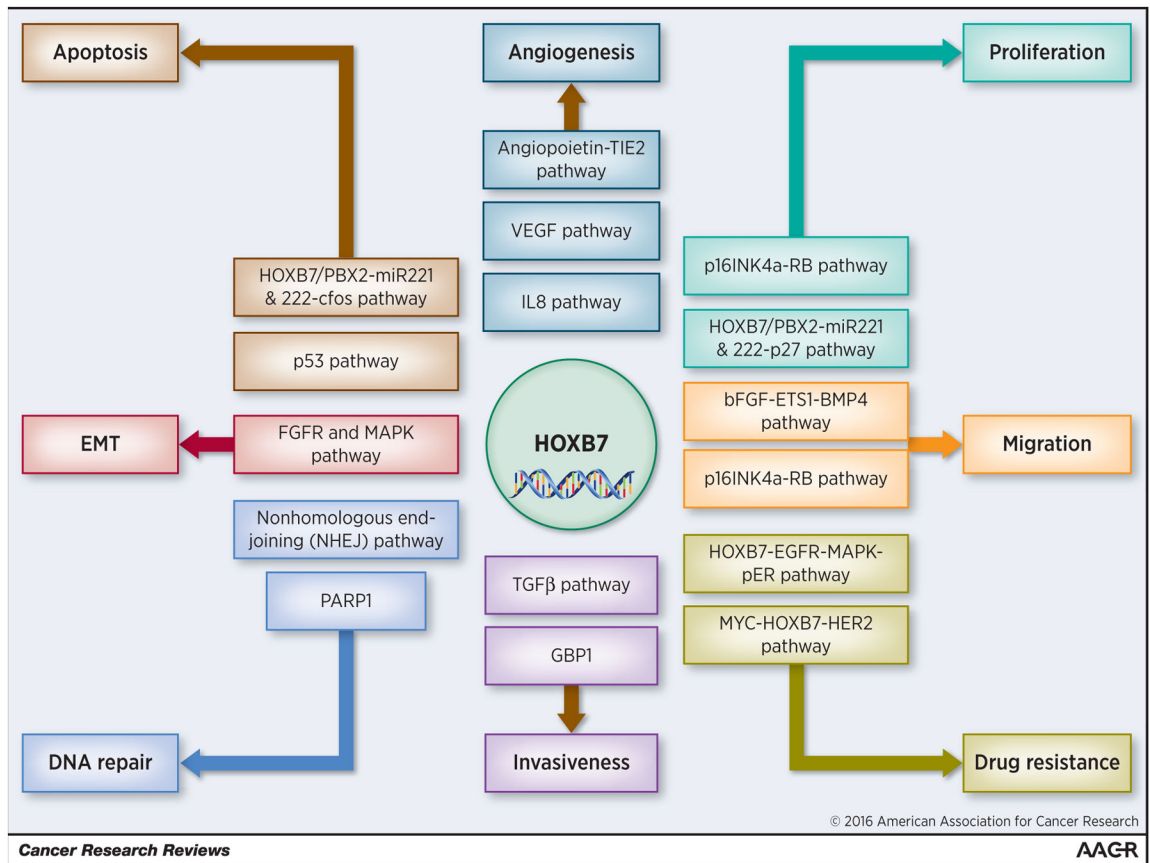 Apoptosis
Angiogenesis
Proliferation
Angiopoietin-TIE2
pathway
VEGF pathway
IL8 pathway
HOXB7/PBX2-miR221
& 222-cfos pathway
p53 pathway
p16INK4a-RB pathway
HOXB7/PBX2-miR221
& 222-p27 pathway
EMT
FGFR and MAPK
pathway
HOXB7
bFGF-ETS1-BMP4
pathway
p16INK4a-RB pathway
Migration
Nonhomologous end-
joining (NHEJ) pathway
PARP1
TGFβ pathway
GBP1
HOXB7-EGFR-MAPK-
pER pathway
MYC-HOXB7-HER2
pathway
DNA repair
Invasiveness
Drug resistance
© 2016 American Association for Cancer Research
Cancer Research Reviews
AACR